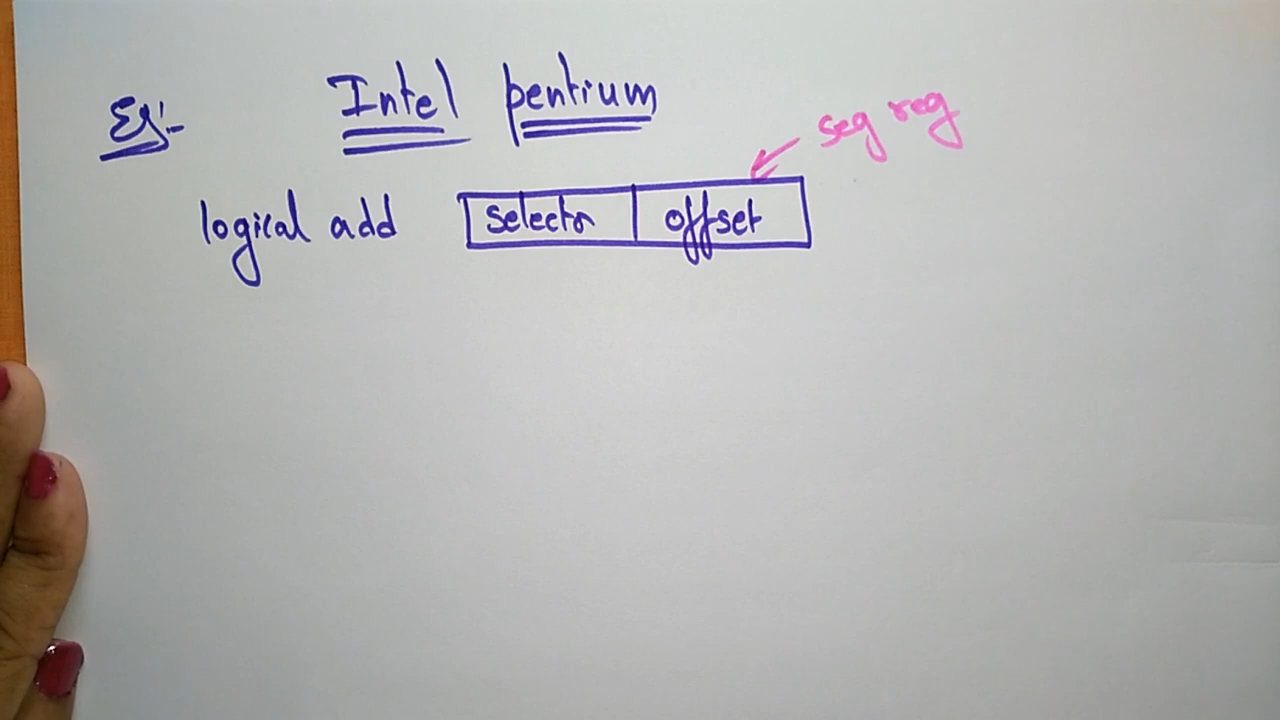 Eg:-
Intel pentium
seg reg
logical add selector offset